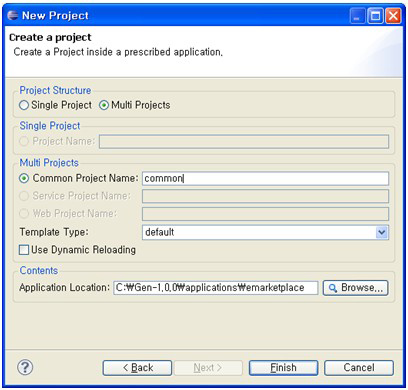 New Project
Create a project
Create a Project inside a prescribed application,
Project Structure
Single Project Multi Projects
Single Project
Project Name:
Multi Projects
Common Project Name: common
Service Project Name:
Web Project Name:
Template Type: default
Use Dynamic Reloading
Contents
Application Location: C:₩Gen-1,0,0₩applications₩emarketplace Browse...
? < Back Next > Finish Cancel